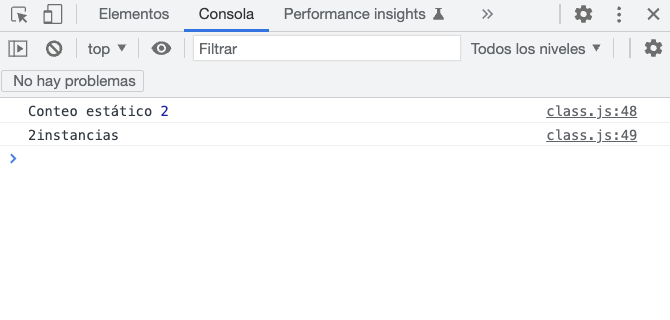 Elementos Consola Performance insights
top Filtrar Todos los niveles
No hay problemas
Conteo estático 2 class.js:48
2instancias class.js:49